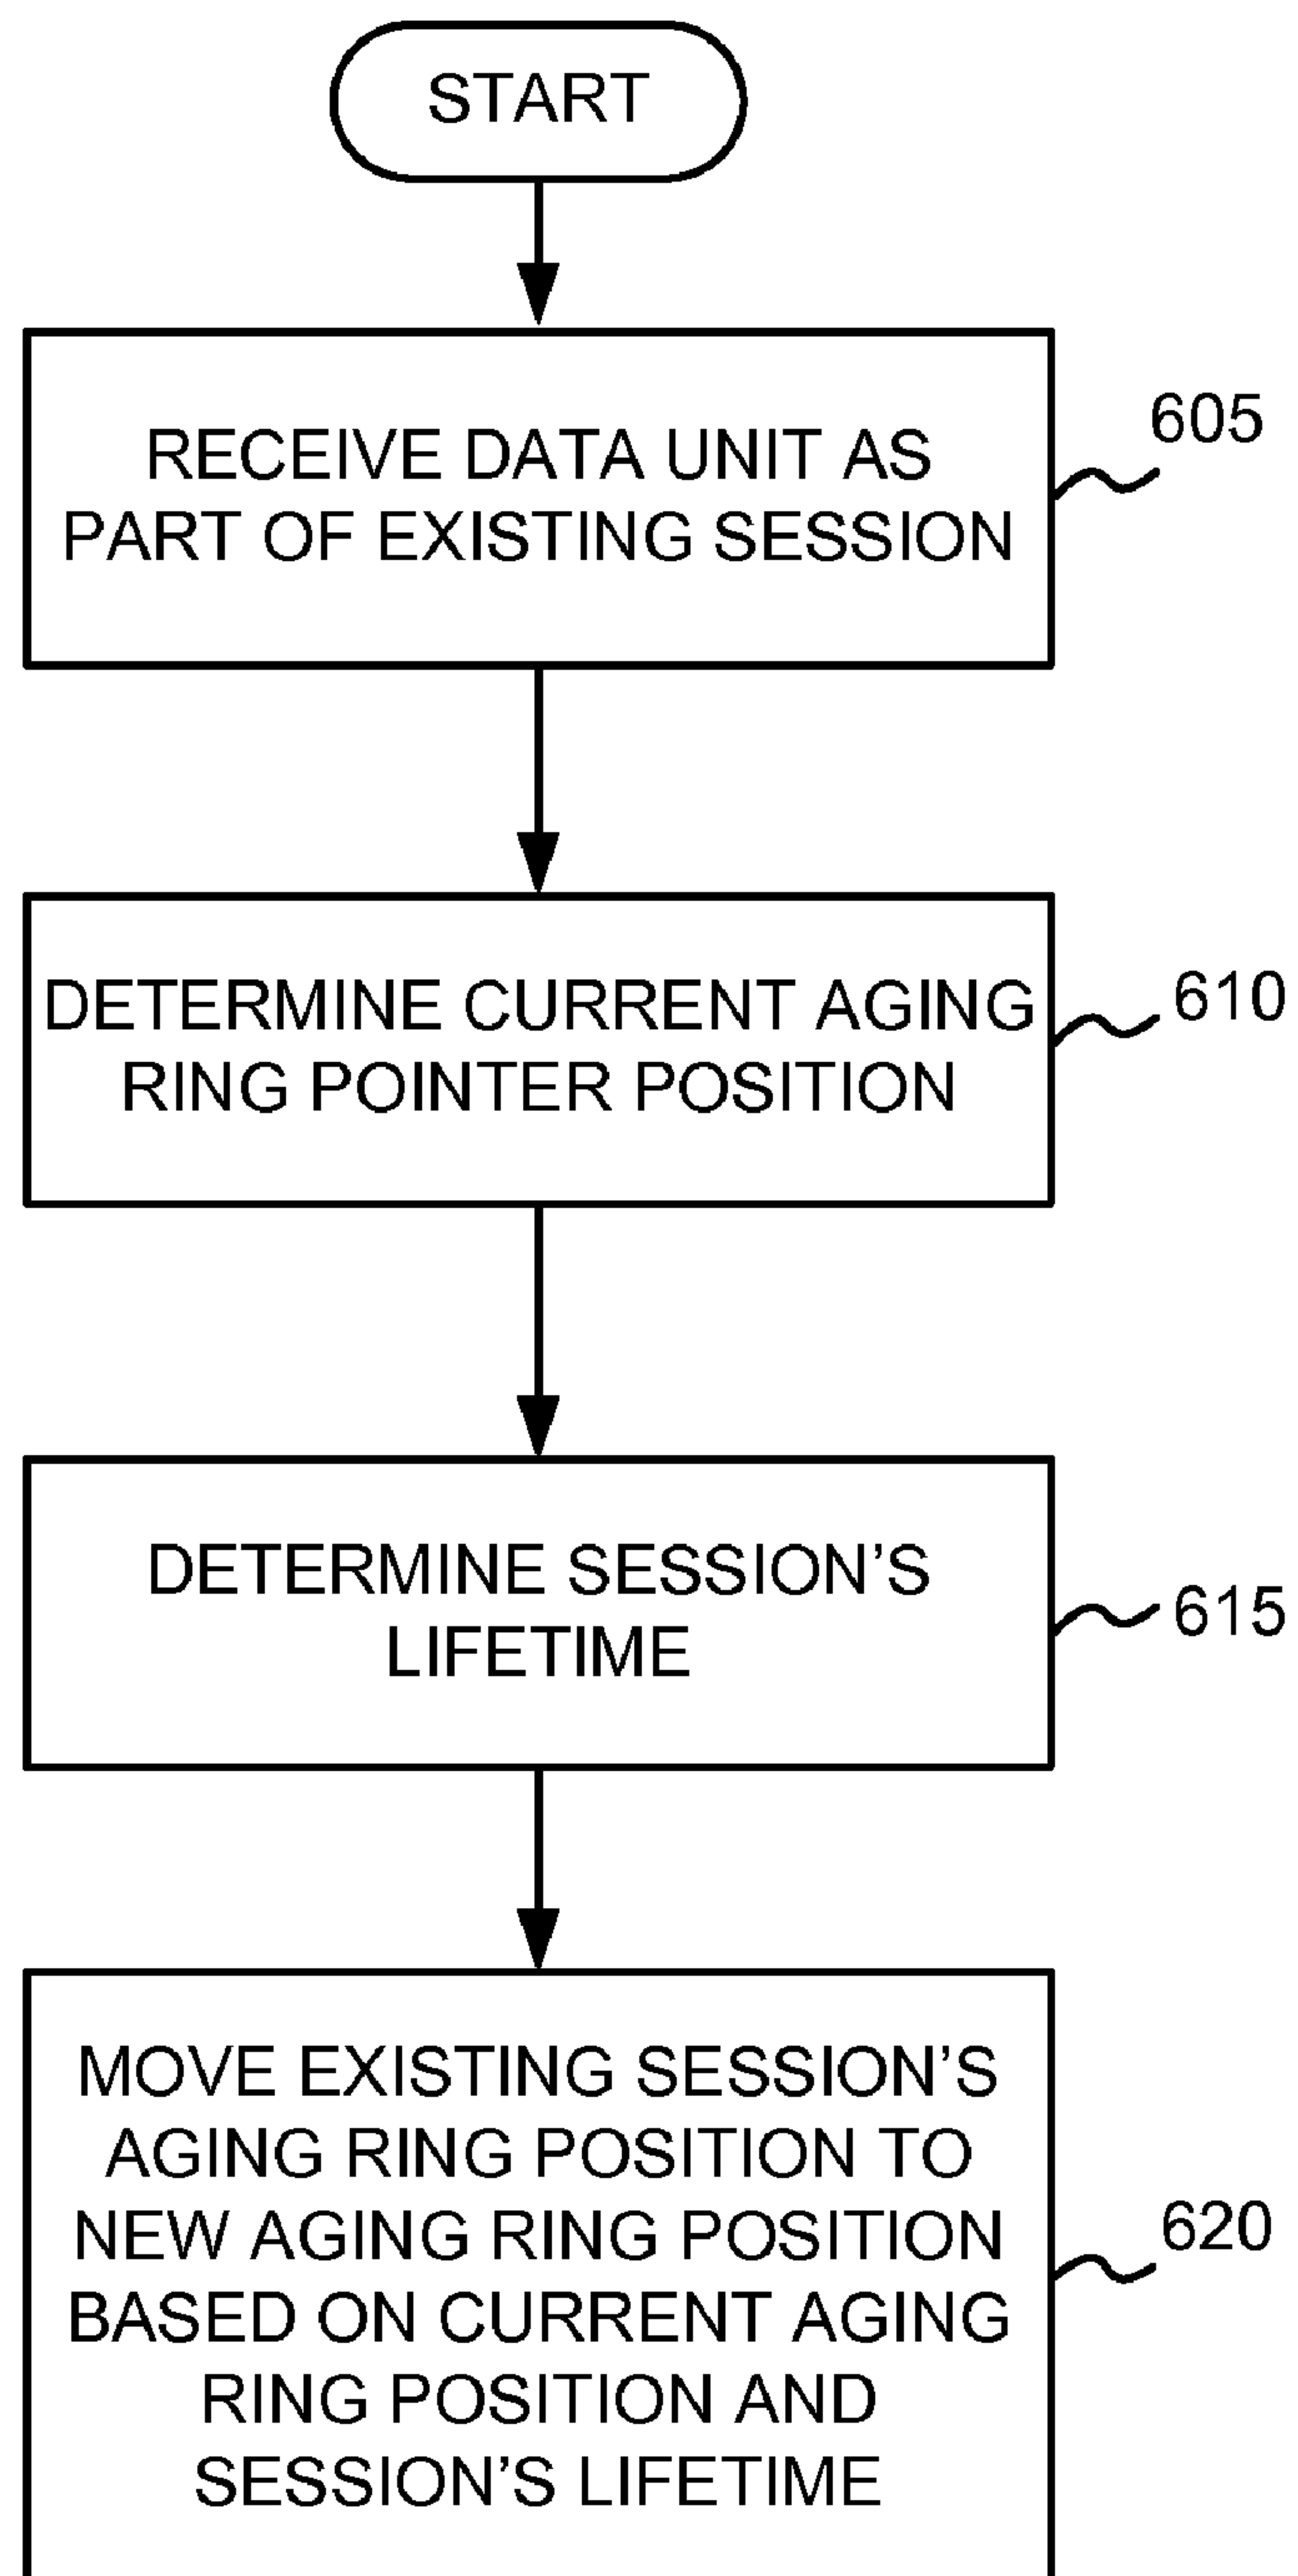 START
RECEIVE DATA UNIT AS
PART OF EXISTING SESSION
605
DETERMINE CURRENT AGING
RING POINTER POSITION
610
DETERMINE SESSION’S
LIFETIME
615
MOVE EXISTING SESSION’S
AGING RING POSITION TO
NEW AGING RING POSITION
BASED ON CURRENT AGING
RING POSITION AND
SESSION’S LIFETIME
620